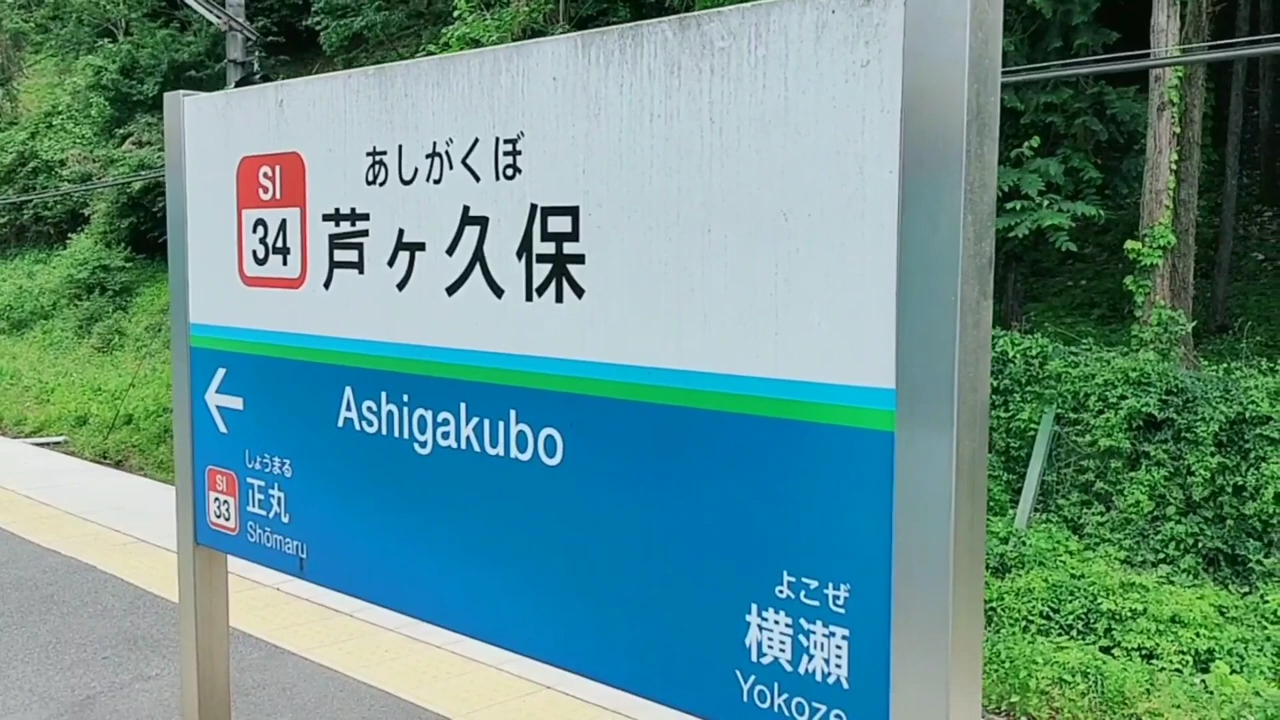 SI
34
あしがくぼ
芦ヶ久保
←
Ashigakubo
SI
33
しょうまる
正丸
Shōmaru
よこぜ
横瀬
Yokoze